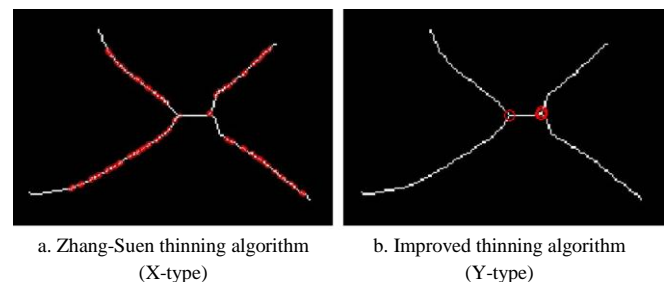 a. Zhang-Suen thinning algorithm
(X-type)
b. Improved thinning algorithm
(Y-type)